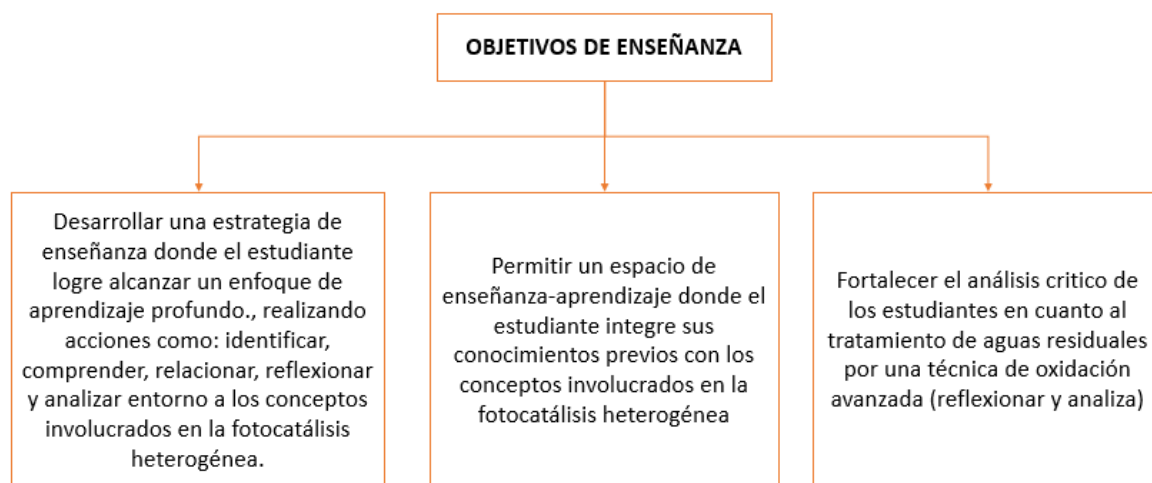 OBJETIVOS DE ENSEÑANZA
Desarrollar una estrategia de
enseñanza donde el estudiante
logre alcanzar un enfoque de
aprendizaje profundo., realizando
acciones como: identificar,
comprender, relacionar, reflexionar
y analizar entorno a los conceptos
involucrados en la fotocatálisis
heterogénea.
Permitir un espacio de
enseñanza-aprendizaje donde el
estudiante integre sus
conocimientos previos con los
conceptos involucrados en la
fotocatálisis heterogénea
Fortalecer el análisis critico de
los estudiantes en cuanto al
tratamiento de aguas residuales
por una técnica de oxidación
avanzada (reflexionar y analiza)